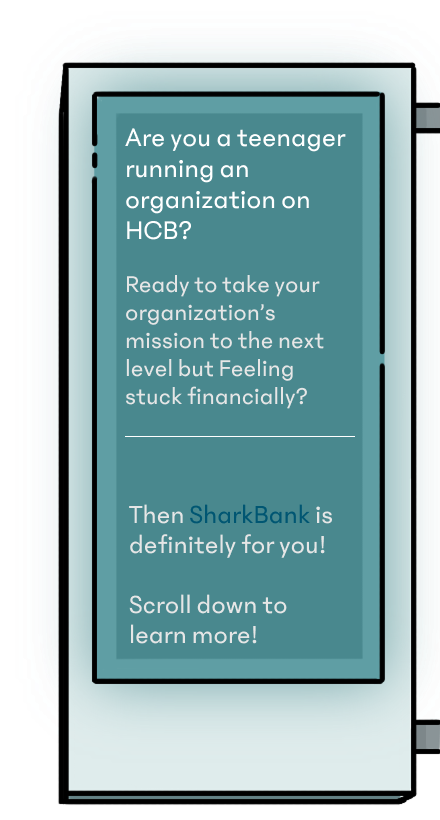 Are you a teenager
running an
organization on
HCB?
Ready to take your
organization's
mission to the next
level but Feeling
stuck financially?
Then SharkBank is
definitely for you!
Scroll down to
learn more!